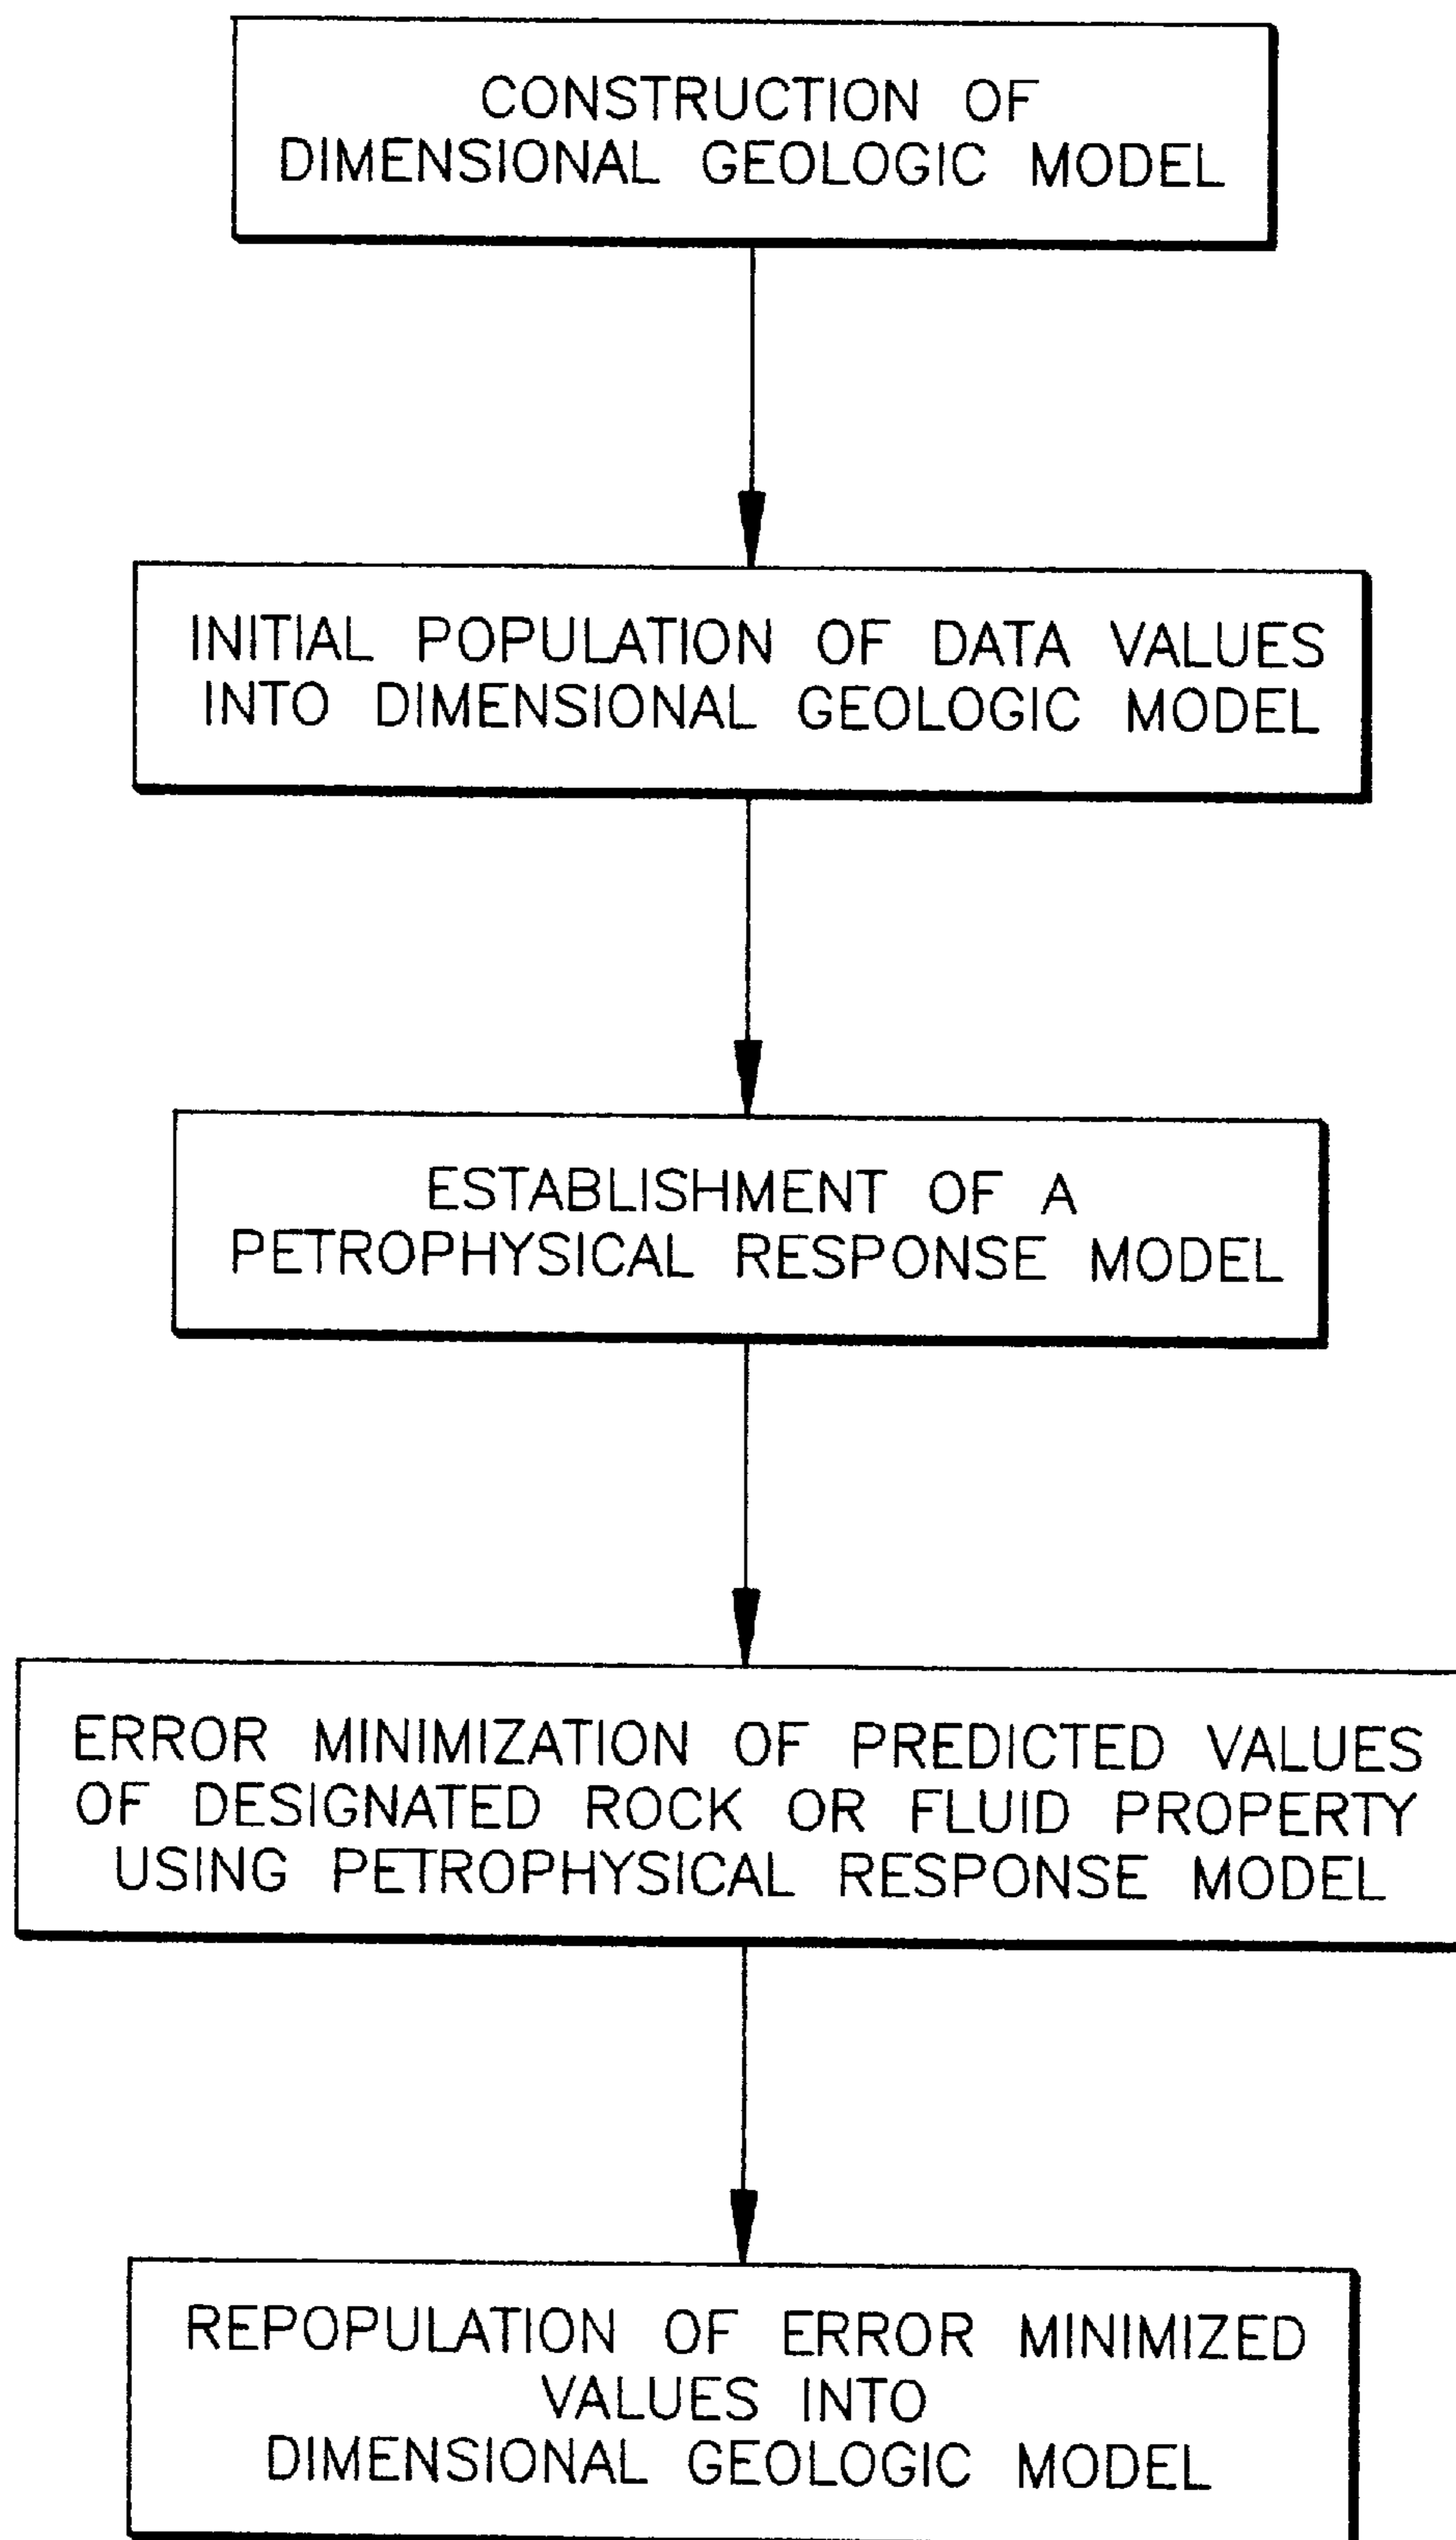 CONSTRUCTION OF
DIMENSIONAL GEOLOGIC MODEL
INITIAL POPULATION OF DATA VALUES
INTO DIMENSIONAL GEOLOGIC MODEL
ESTABLISHMENT OF A
PETROPHYSICAL RESPONSE MODEL
ERROR MINIMIZATION OF PREDICTED VALUES
OF DESIGNATED ROCK OR FLUID PROPERTY
USING PETROPHYSICAL RESPONSE MODEL
REPOPULATION OF ERROR MINIMIZED
VALUES INTO
DIMENSIONAL GEOLOGIC MODEL